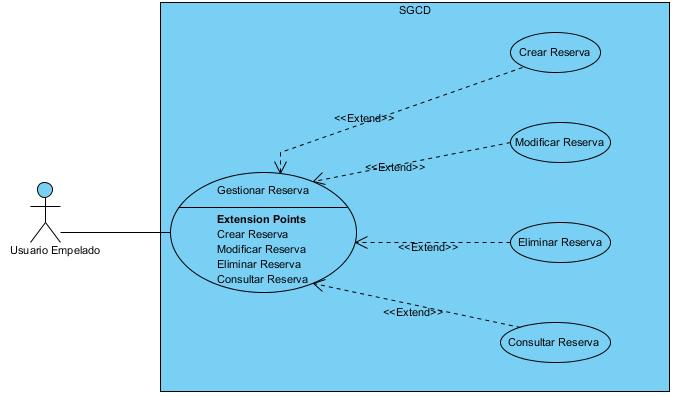 SGCD
Crear Reserva
<<Extend>>
Modificar Reserva
<<Extend>>
Gestionar Reserva
Extension Points
Crear Reserva
Modificar Reserva
Eliminar Reserva
Consultar Reserva
Usuario Empelado
Eliminar Reserva
<<Extend>>
<<Extend>>
Consultar Reserva